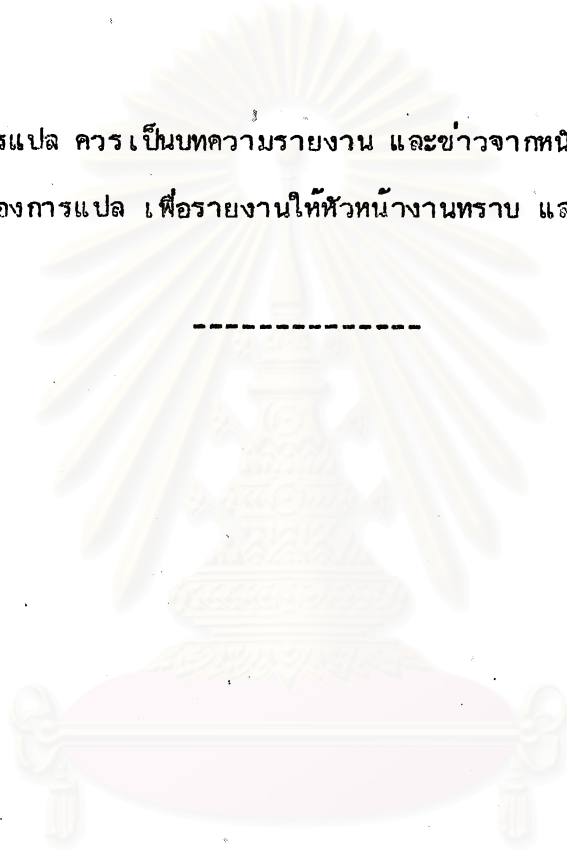 รแปล ควรเป็นบทความรายงาน และข่าวจากหนั
องการแปล เพื่อรายงานให้หัวหน้างานทราบ แล
--------------